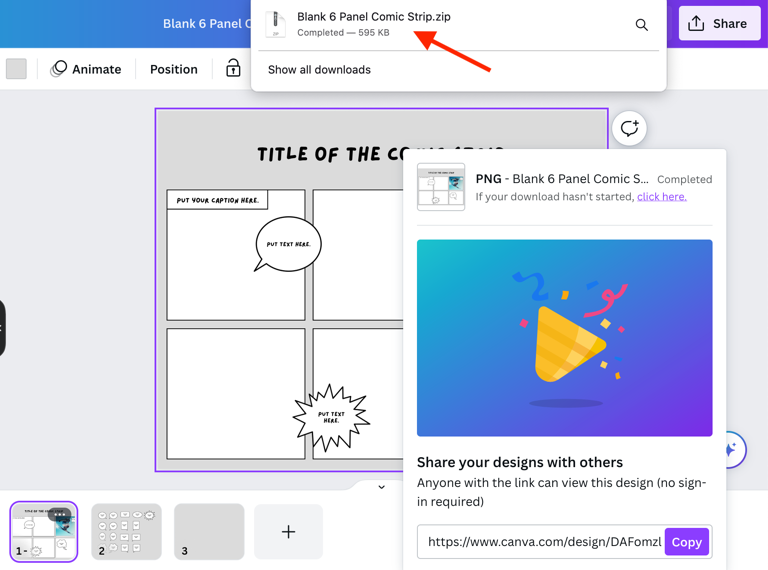 Blank 6 Panel C
Blank 6 Panel Comic Strip.zip
Completed — 595 KB
Show all downloads
Share
Animate
Position
TITLE OF THE
PUT YOUR CAPTION HERE.
PUT TEXT HERE.
PUT TEXT
HERE.
PNG - Blank 6 Panel Comic S... Completed
If your download hasn't started, click here.
Share your designs with others
Anyone with the link can view this design (no sign-
in required)
https://www.canva.com/design/DAFomzl
Copy
1 -
2
3